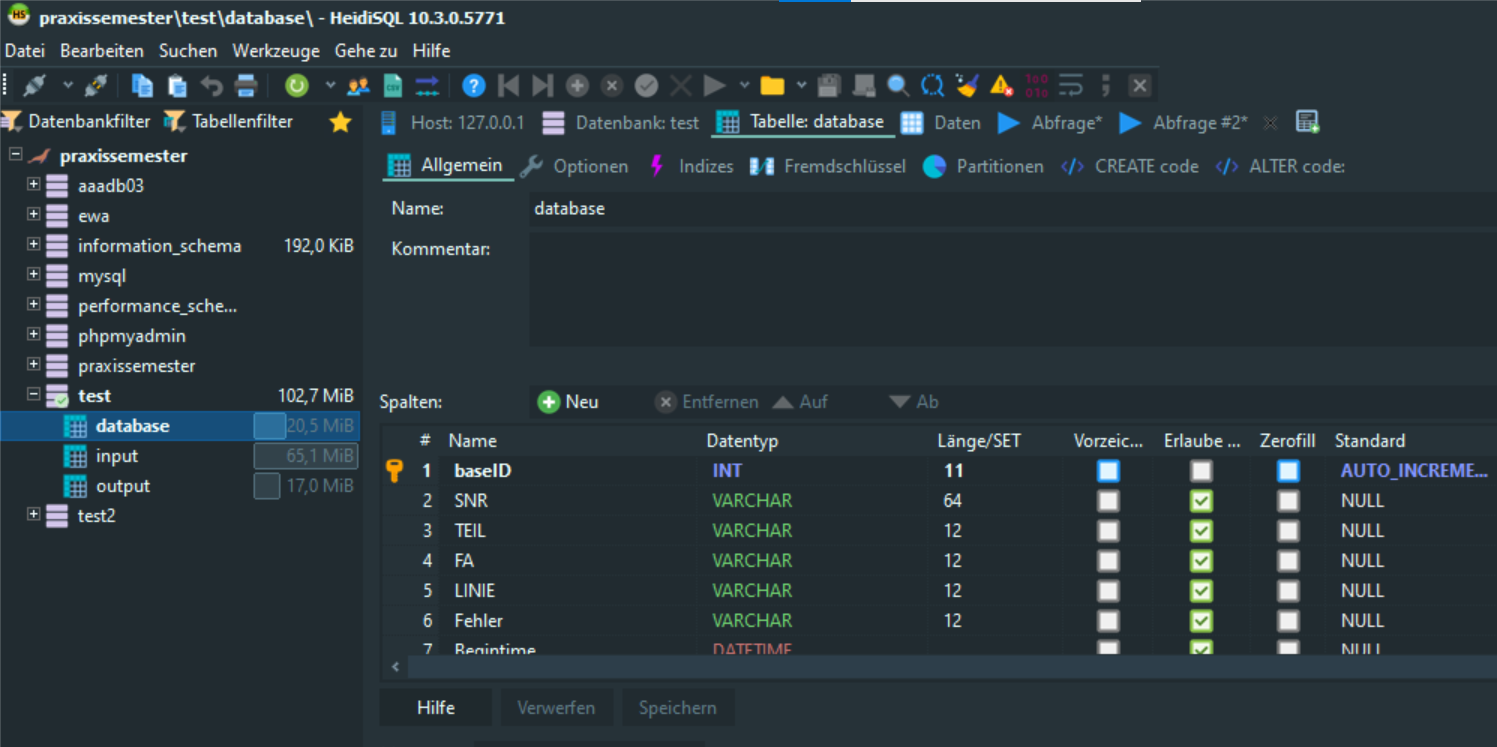 praxissemester\test\database\ - HeidiSQL 10.3.0.5771
Datei Bearbeiten Suchen Werkzeuge Gehe zu Hilfe
Datenbankfilter Tabellenfilter Host: 127.0.0.1 Datenbank: test Tabelle: database Daten Abfrage* Abfrage #2*
praxissemester
aaadb03
ewa
information_schema 192,0 KiB
mysql
performance_sche...
phpmyadmin
praxissemester
test 102,7 MiB
database 20,5 MiB
input 65,1 MiB
output 17,0 MiB
test2
Allgemein Optionen Indizes Fremdschlüssel Partitionen CREATE code ALTER code:
Name: database
Kommentar:
Spalten: Neu Entfernen Auf Ab
# Name Datentyp Länge/SET Vorzeic... Erlaube ... Zerofill Standard
1 baseID INT 11 AUTO_INCREME...
2 SNR VARCHAR 64 NULL
3 TEIL VARCHAR 12 NULL
4 FA VARCHAR 12 NULL
5 LINIE VARCHAR 12 NULL
6 Fehler VARCHAR 12 NULL
7 Begintime DATETIME NULL
Hilfe Verwerfen Speichern